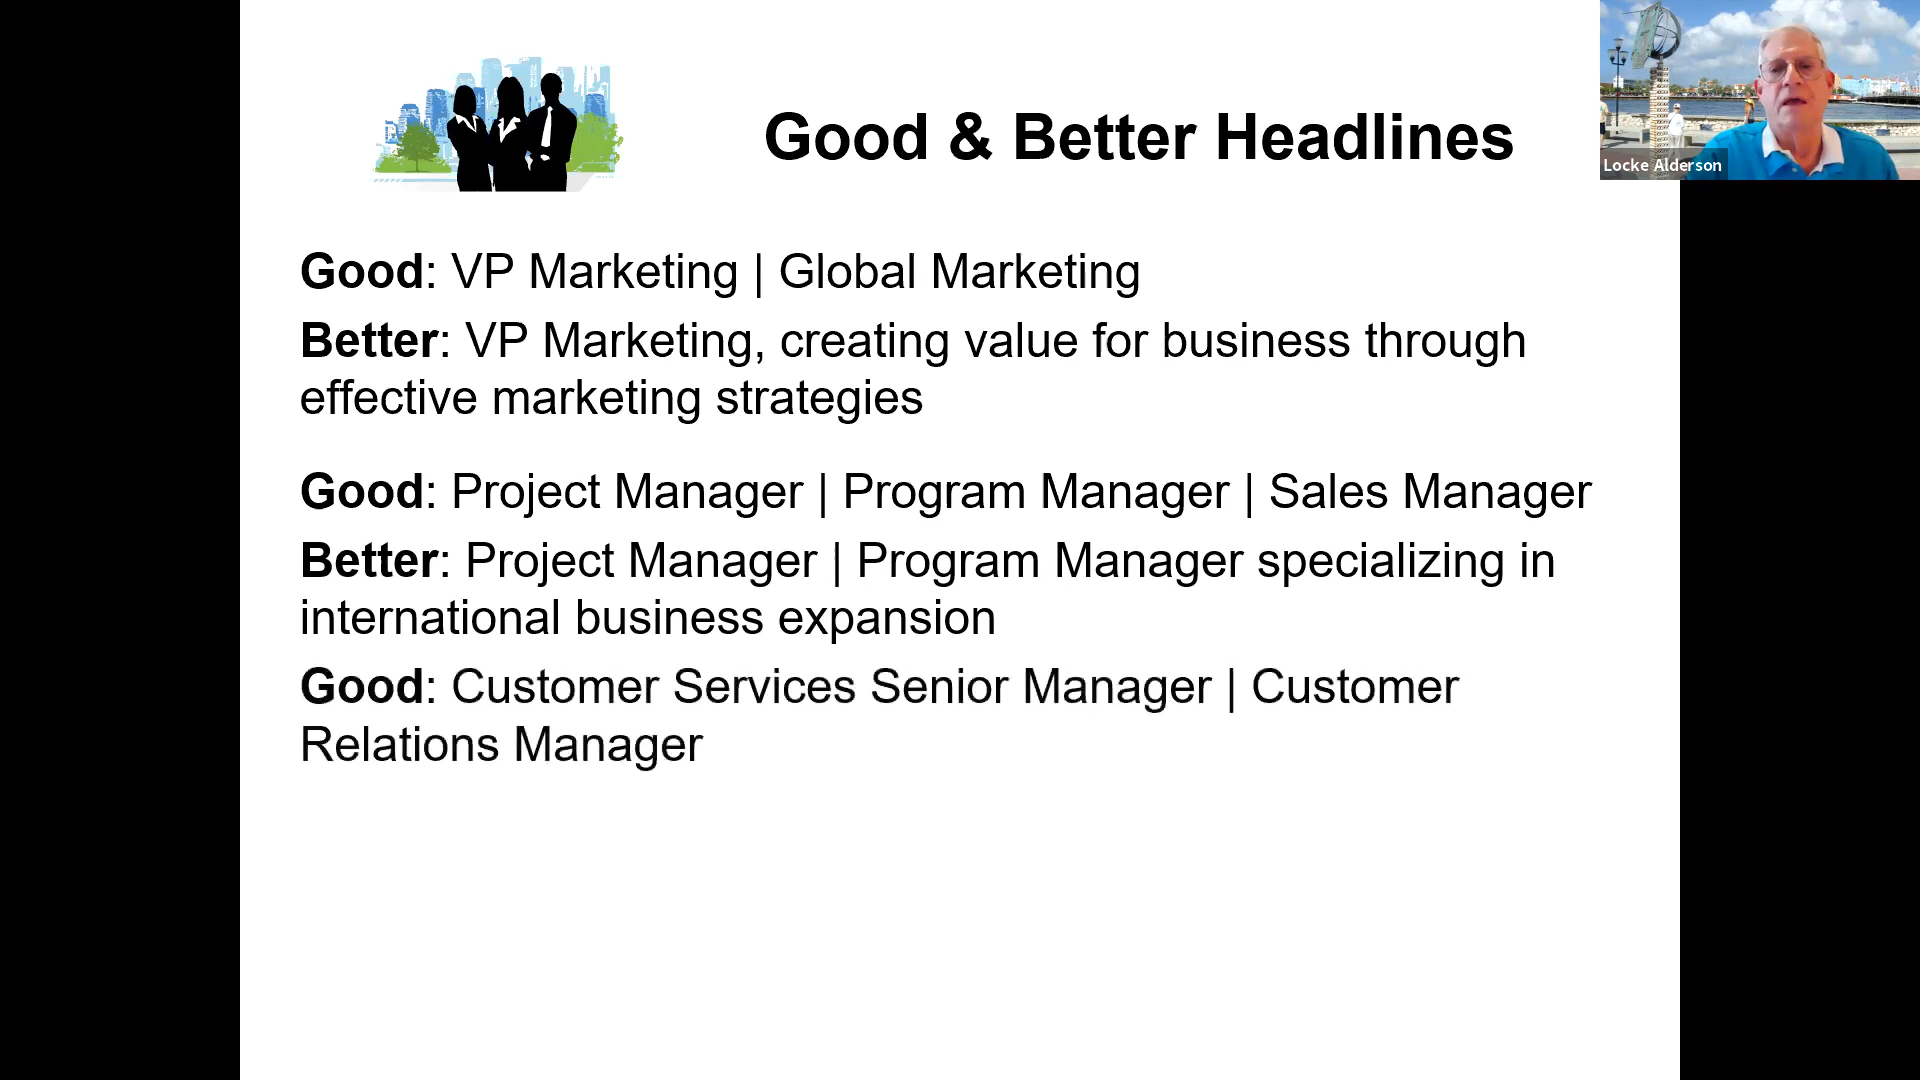 Good & Better Headlines
Locke Alderson
Good: VP Marketing | Global Marketing
Better: VP Marketing, creating value for business through
effective marketing strategies
Good: Project Manager | Program Manager | Sales Manager
Better: Project Manager | Program Manager specializing in
international business expansion
Good: Customer Services Senior Manager | Customer
Relations Manager